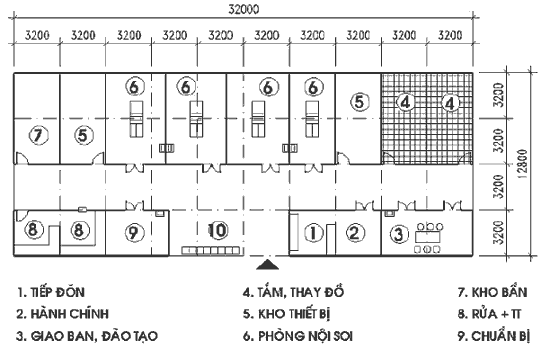 32000
3200 3200 3200 3200 3200 3200 3200 3200 3200 3200
6 6 6 6
5 4 4
7 5
3200
3200
3200
3200
12800
8 8 9 10 1 2 3
1. TIẾP ĐÓN
2. HÀNH CHÍNH
3. GIAO BAN, ĐÀO TẠO
4. TẮM, THAY ĐỒ
5. KHO THIẾT BỊ
6. PHÒNG NỘI SOI
7. KHO BẨN
8. RỬA + TT
9. CHUẨN BỊ